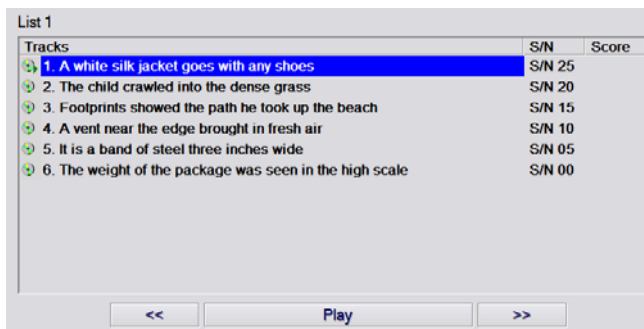 List 1
Tracks S/N Score
1. A white silk jacket goes with any shoes S/N 25
2. The child crawled into the dense grass S/N 20
3. Footprints showed the path he took up the beach S/N 15
4. A vent near the edge brought in fresh air S/N 10
5. It is a band of steel three inches wide S/N 05
6. The weight of the package was seen in the high scale S/N 00
<< Play >>